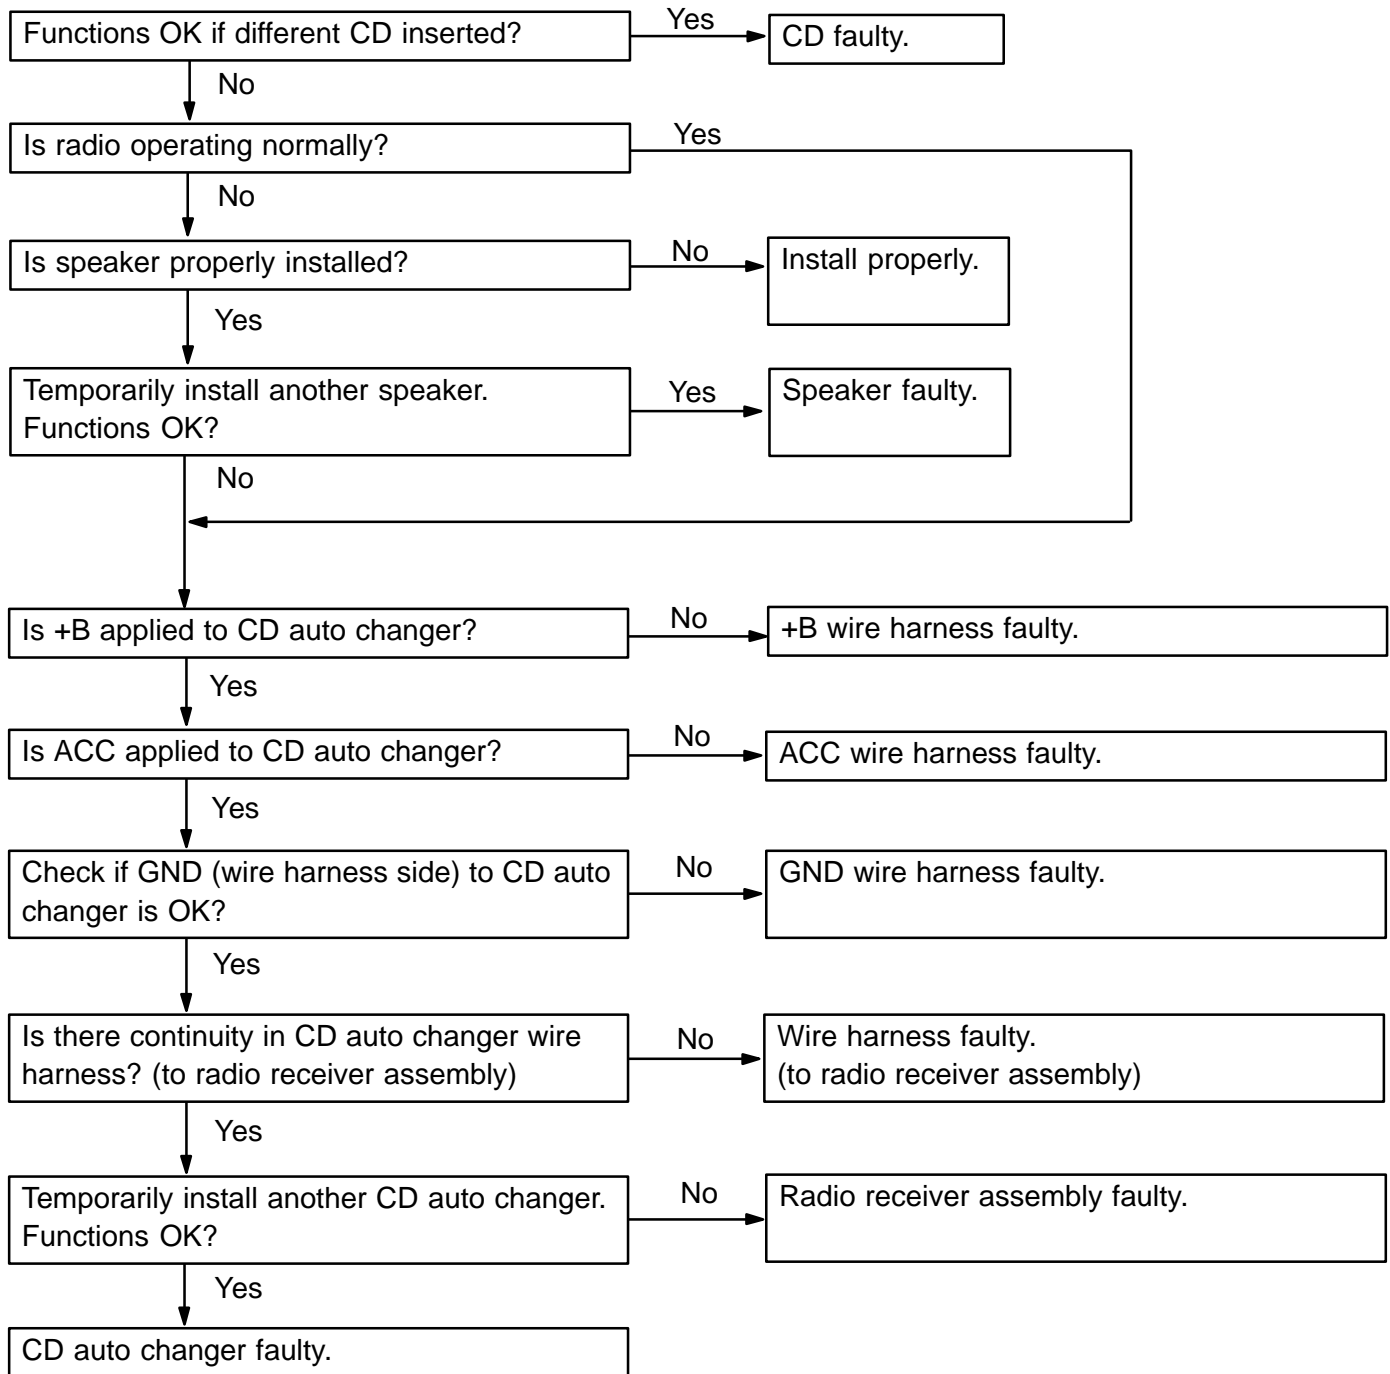 Functions OK if different CD inserted?
Yes
CD faulty.
No
Is radio operating normally?
Yes
No
Is speaker properly installed?
No
Install properly.
Yes
Temporarily install another speaker.
Functions OK?
Yes
Speaker faulty.
No
Is +B applied to CD auto changer?
No
+B wire harness faulty.
Yes
Is ACC applied to CD auto changer?
No
ACC wire harness faulty.
Yes
Check if GND (wire harness side) to CD auto
changer is OK?
No
GND wire harness faulty.
Yes
Is there continuity in CD auto changer wire
harness? (to radio receiver assembly)
No
Wire harness faulty.
(to radio receiver assembly)
Yes
Temporarily install another CD auto changer.
Functions OK?
No
Radio receiver assembly faulty.
Yes
CD auto changer faulty.